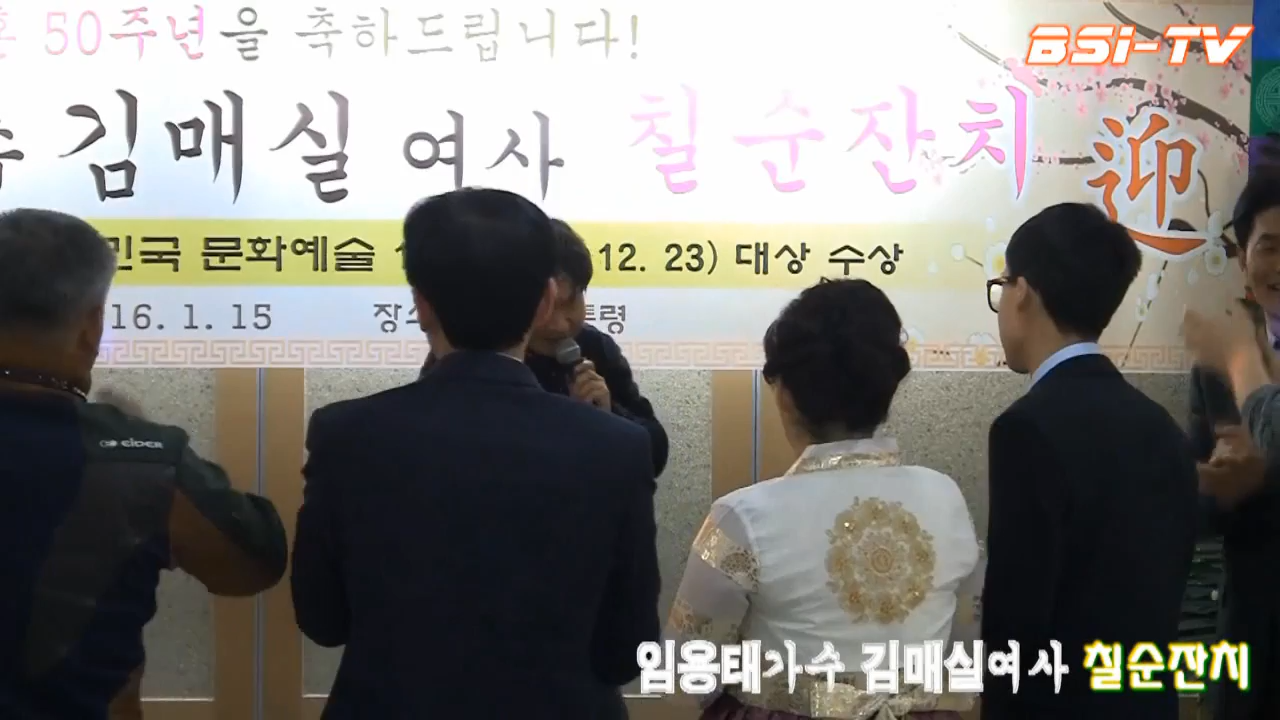 50주년을 축하드립니다!
BSi-TV
김매실 여사 칠순잔치 迎
민국 문화예술 12. 23) 대상 수상
16. 1. 15
EIDER
임용태가수 김매실여사 칠순잔치